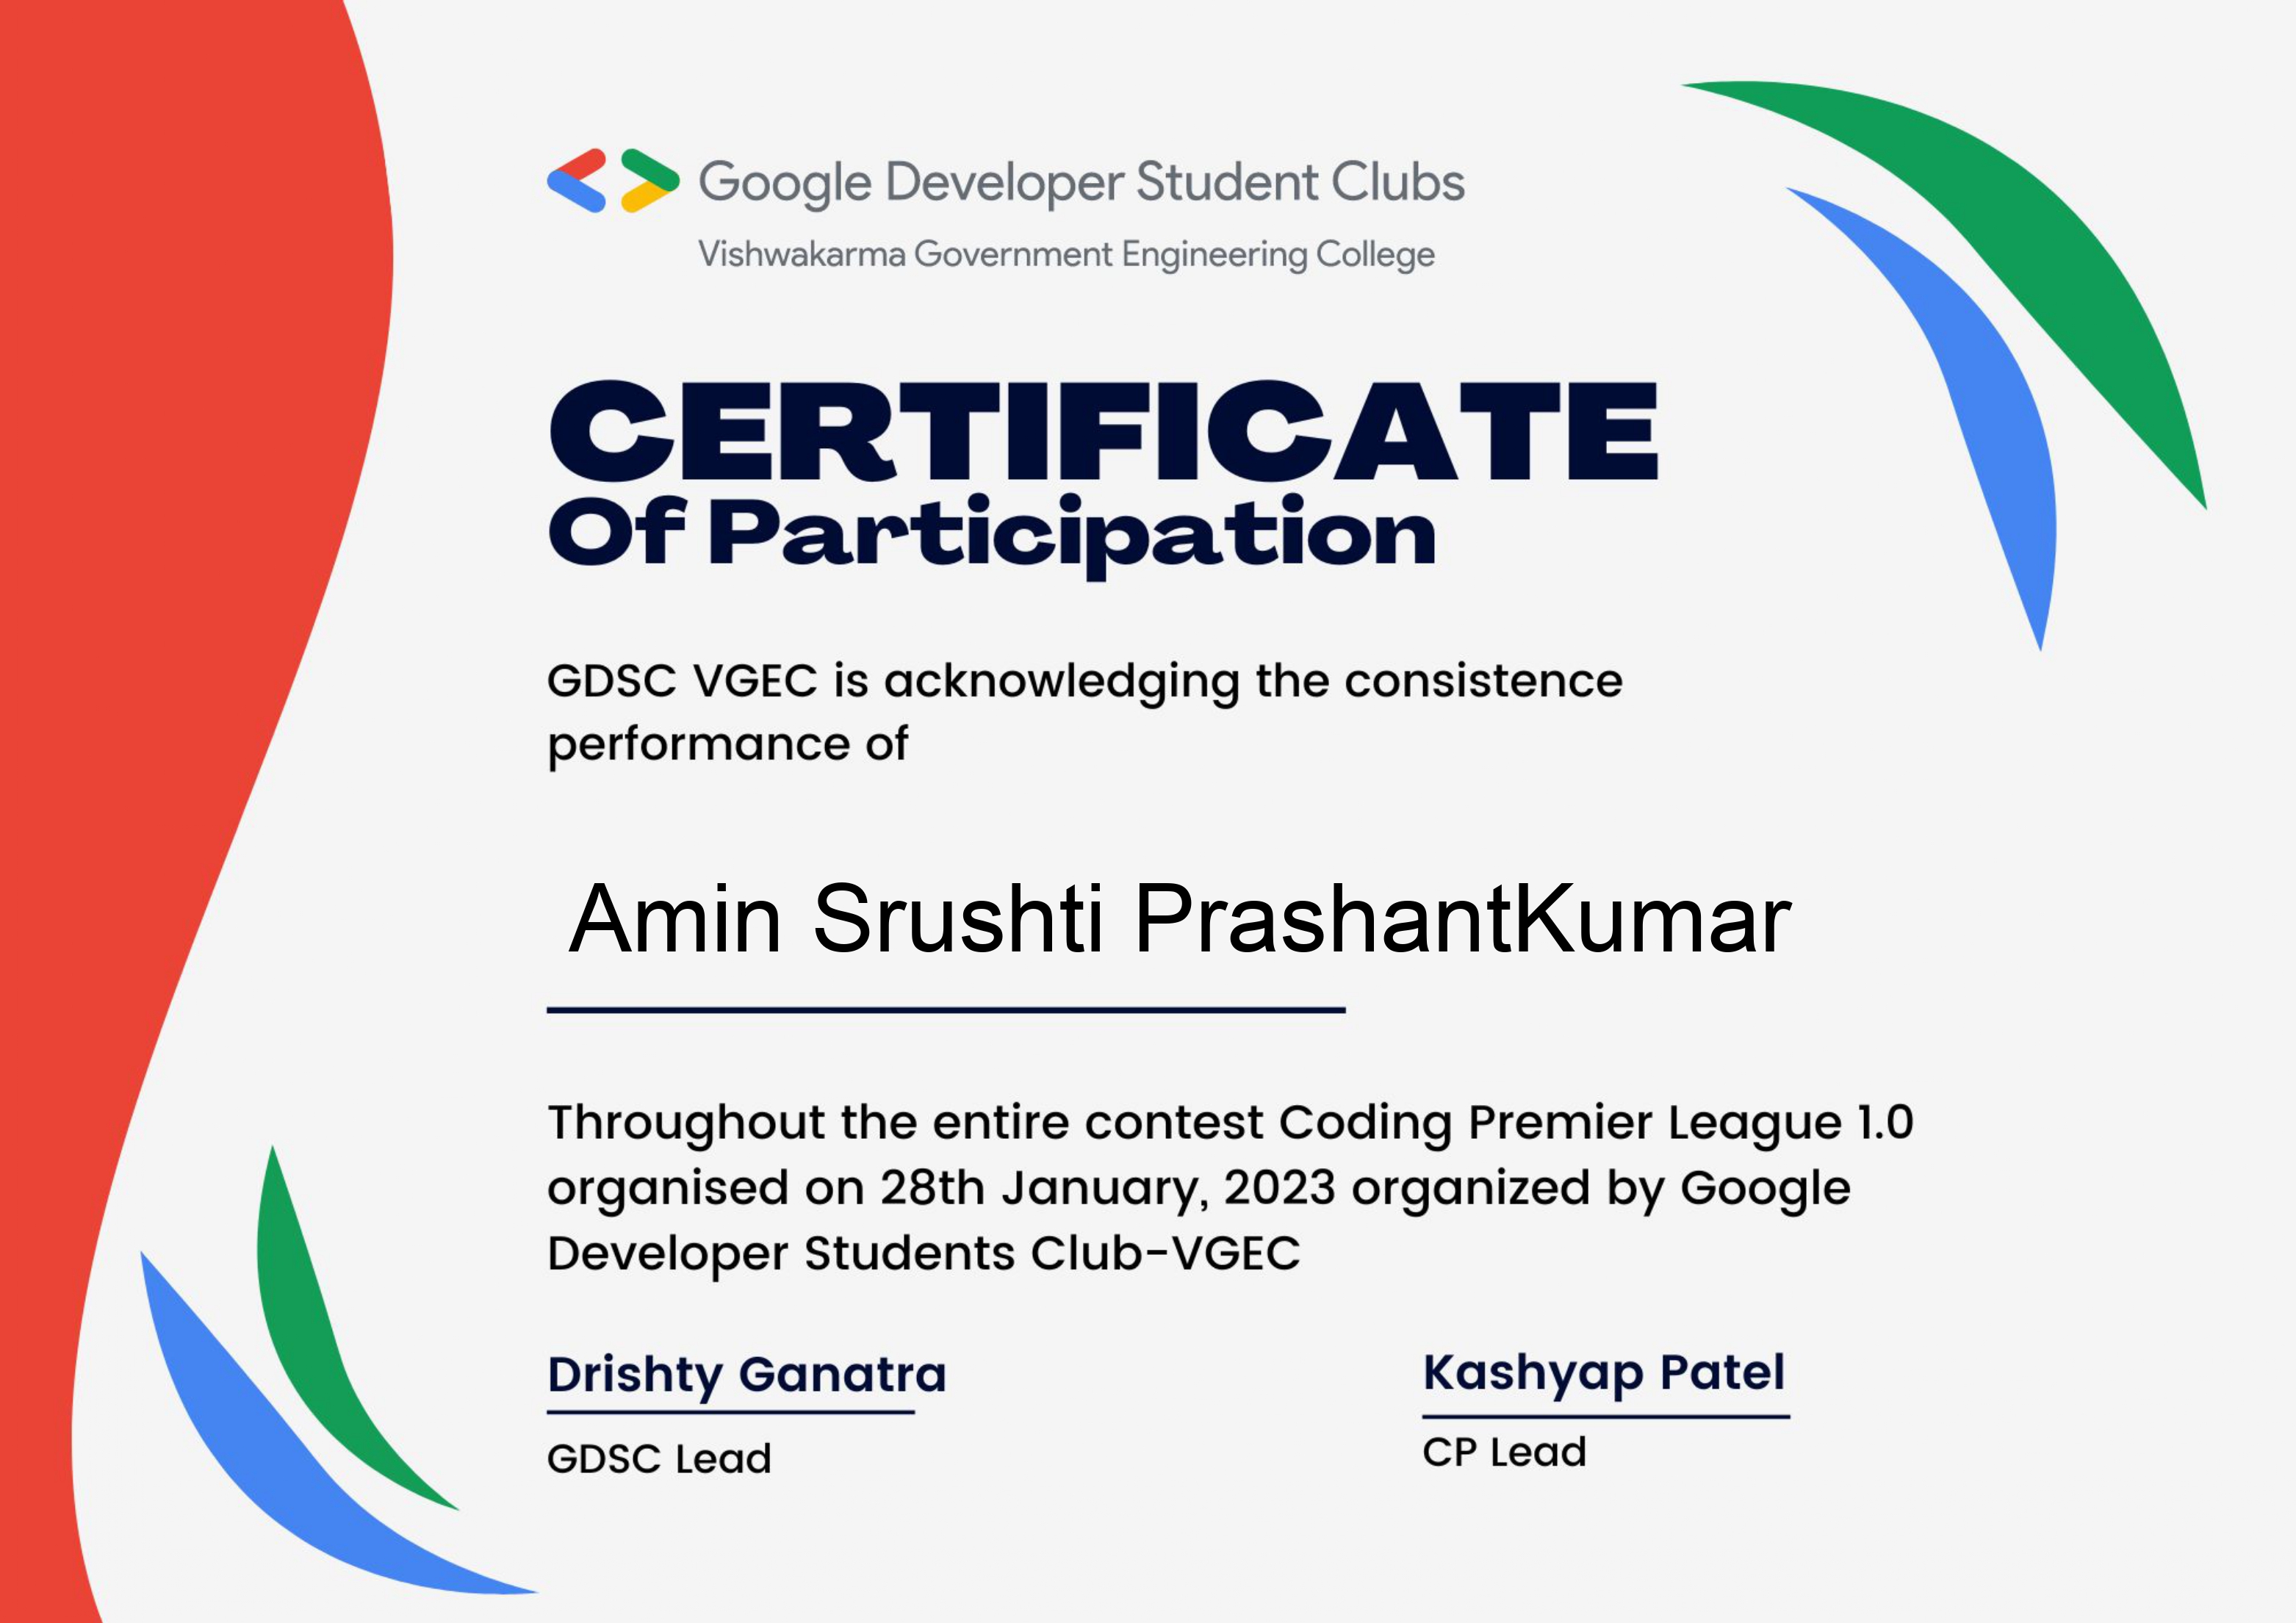 Google Developer Student Clubs
Vishwakarma Government Engineering College
CERTIFICATE
Of Participation
GDSC VGEC is acknowledging the consistence
performance of
Amin Srushti PrashantKumar
Throughout the entire contest Coding Premier League 1.0
organised on 28th January, 2023 organized by Google
Developer Students Club-VGEC
Drishty Ganatra
Kashyap Patel
GDSC Lead
CP Lead